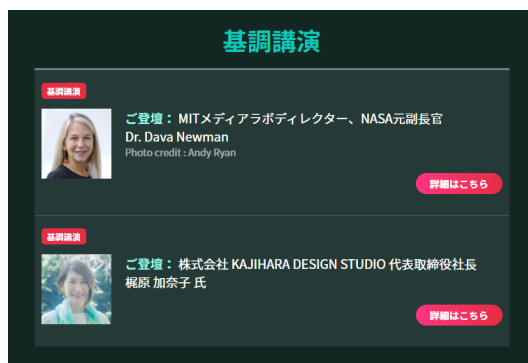 基調講演
基調講演
ご登壇： MITメディアラボディレクター、NASA元副長官
Dr. Dava Newman
Photo credit : Andy Ryan
詳細はこちら
基調講演
ご登壇： 株式会社 KAJIHARA DESIGN STUDIO 代表取締役社長
梶原 加奈子 氏
詳細はこちら